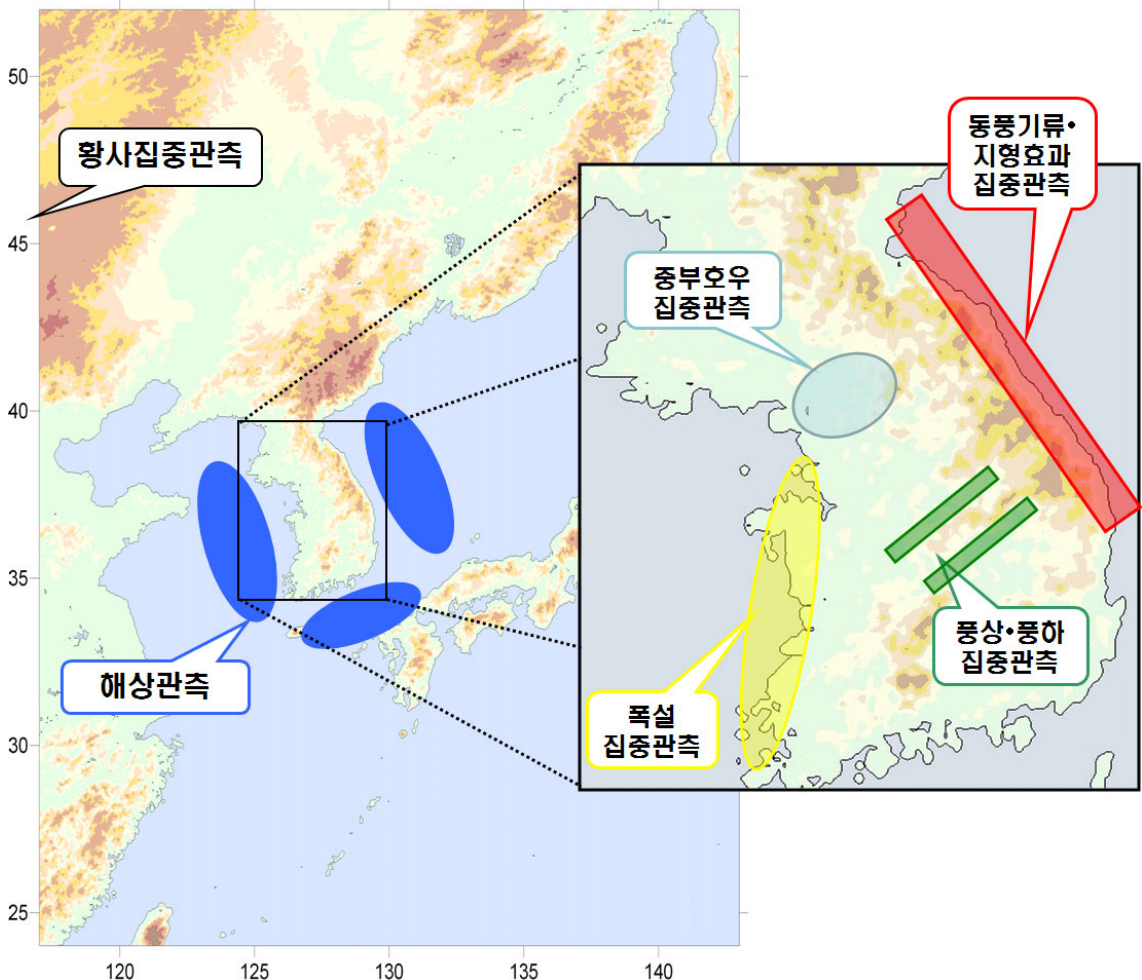 50
황사집중관측
45
40
35
30
25
120
125
130
135
140
해상관측
동풍기류•
지형효과
집중관측
중부호우
집중관측
풍상•풍하
집중관측
폭설
집중관측